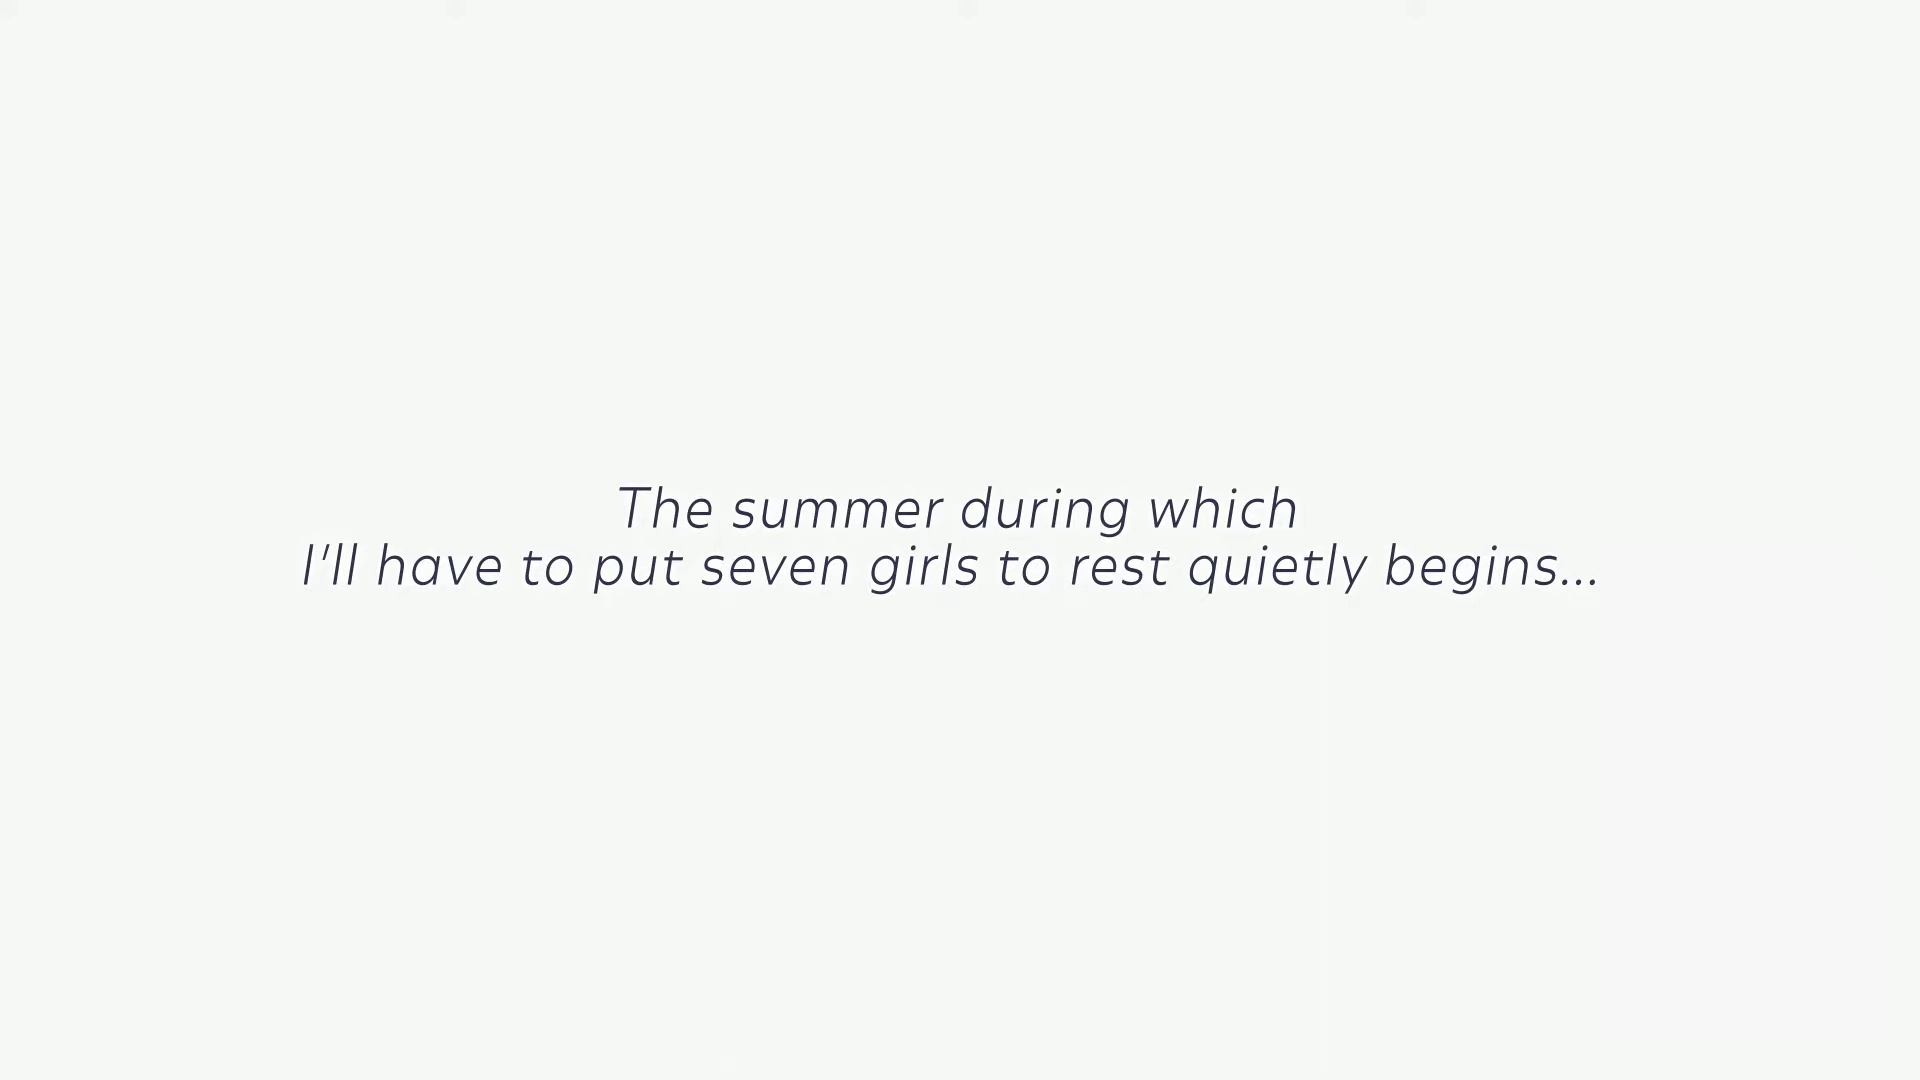 The summer during which
I'll have to put seven girls to rest quietly begins...